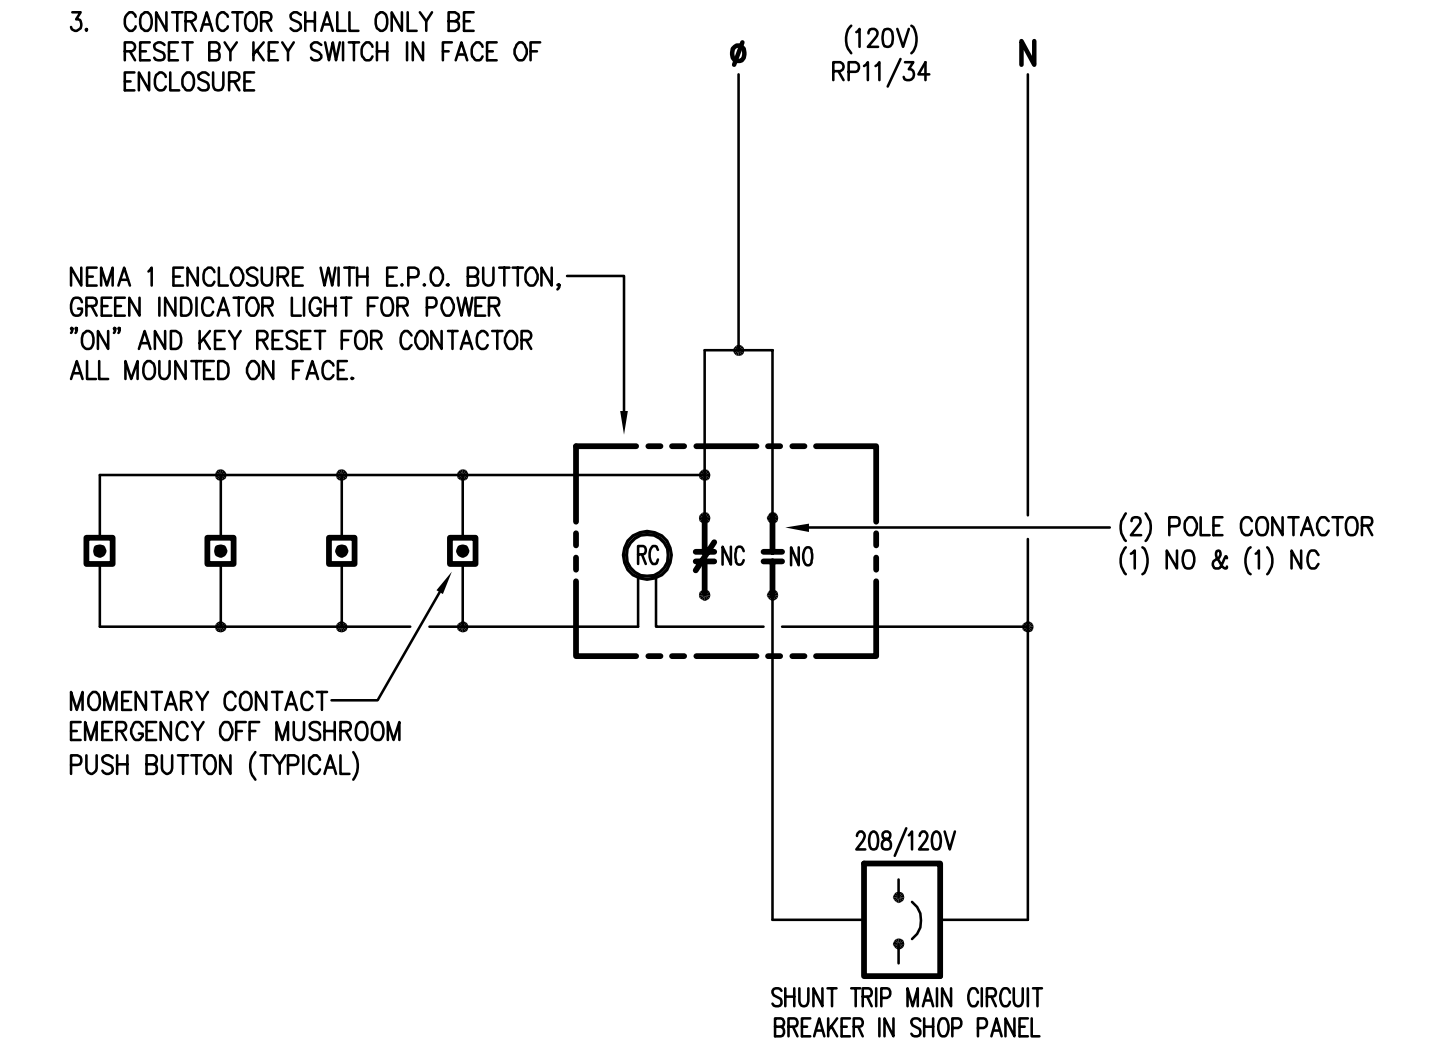 3. CONTRACTOR SHALL ONLY BE
RESET BY KEY SWITCH IN FACE OF
ENCLOSURE
Ø
(120V)
RP11/34
N
NEMA 1 ENCLOSURE WITH E.P.O. BUTTON,
GREEN INDICATOR LIGHT FOR POWER
"ON" AND KEY RESET FOR CONTACTOR
ALL MOUNTED ON FACE.
RC
NC
NO
(2) POLE CONTACTOR
(1) NO & (1) NC
MOMENTARY CONTACT
EMERGENCY OFF MUSHROOM
PUSH BUTTON (TYPICAL)
208/120V
SHUNT TRIP MAIN CIRCUIT
BREAKER IN SHOP PANEL